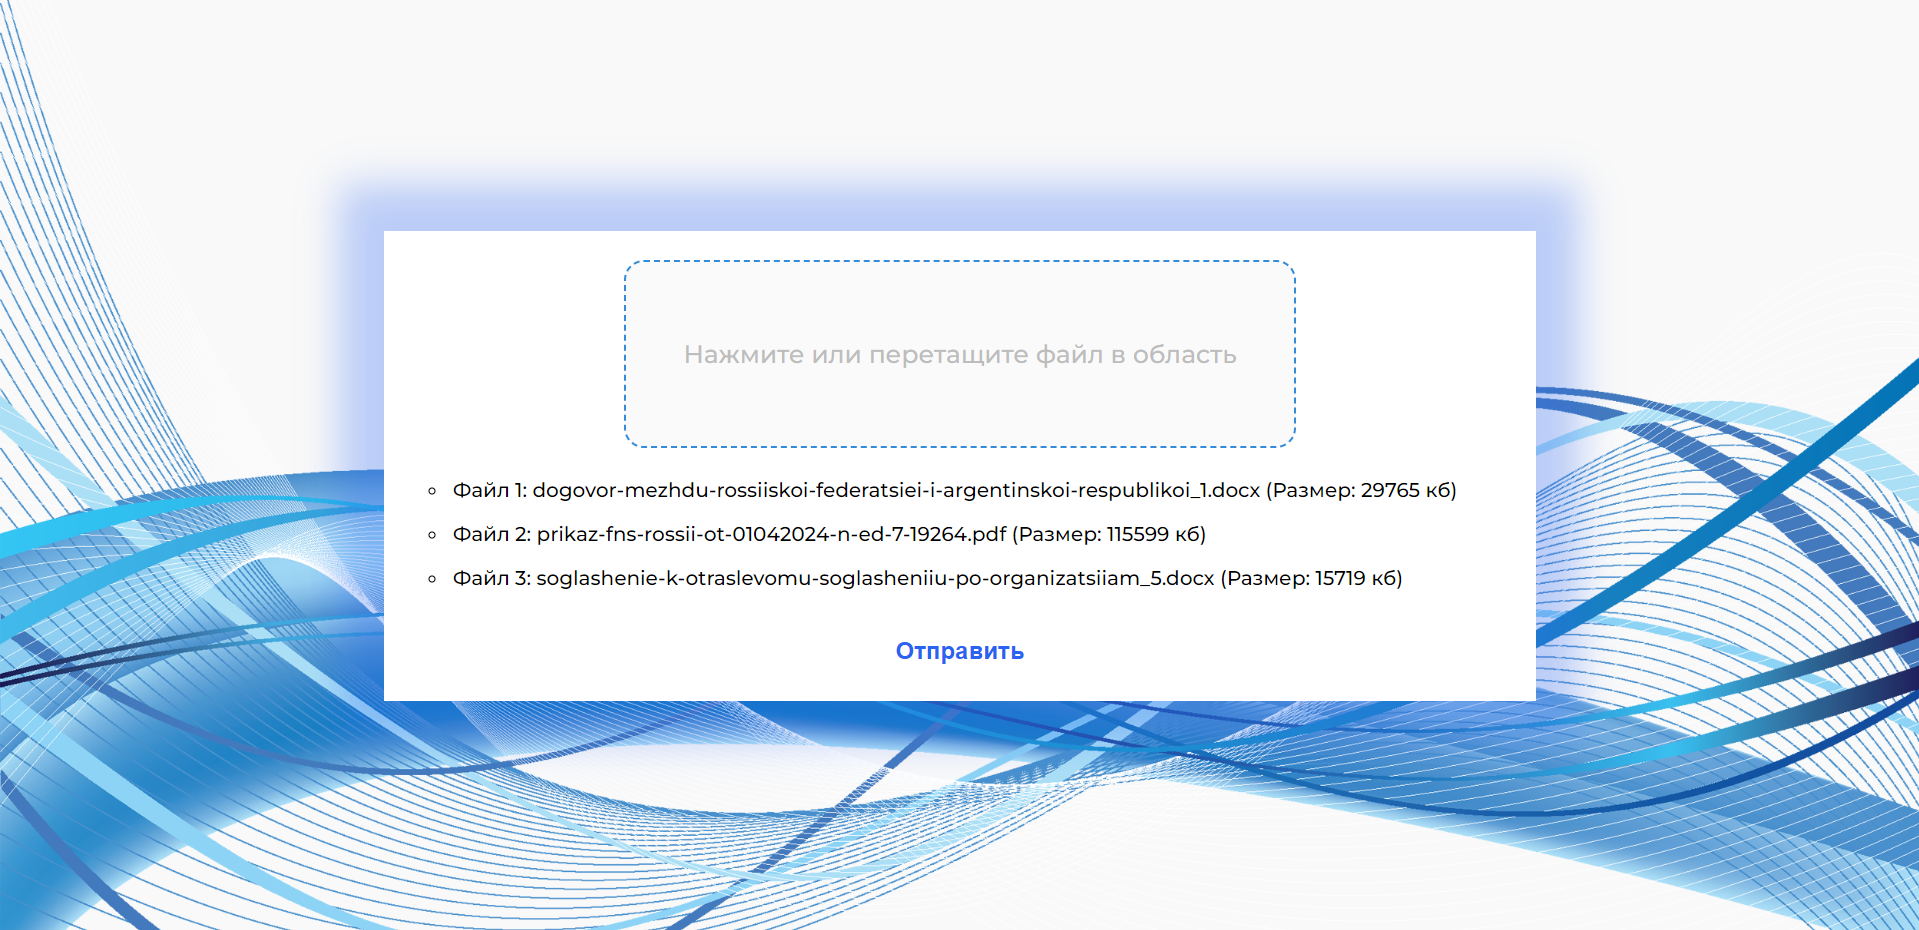 Нажмите или перетащите файл в область
Файл 1: dogovor-mezhdu-rossiiskoi-federatsiei-i-argentinskoi-respublikoi_1.docx (Размер: 29765 кб)
Файл 2: prikaz-fns-rossii-ot-01042024-n-ed-7-19264.pdf (Размер: 115599 кб)
Файл 3: soglashenie-k-otraslevomu-soglasheniiu-po-organizatsiiam_5.docx (Размер: 15719 кб)
Отправить